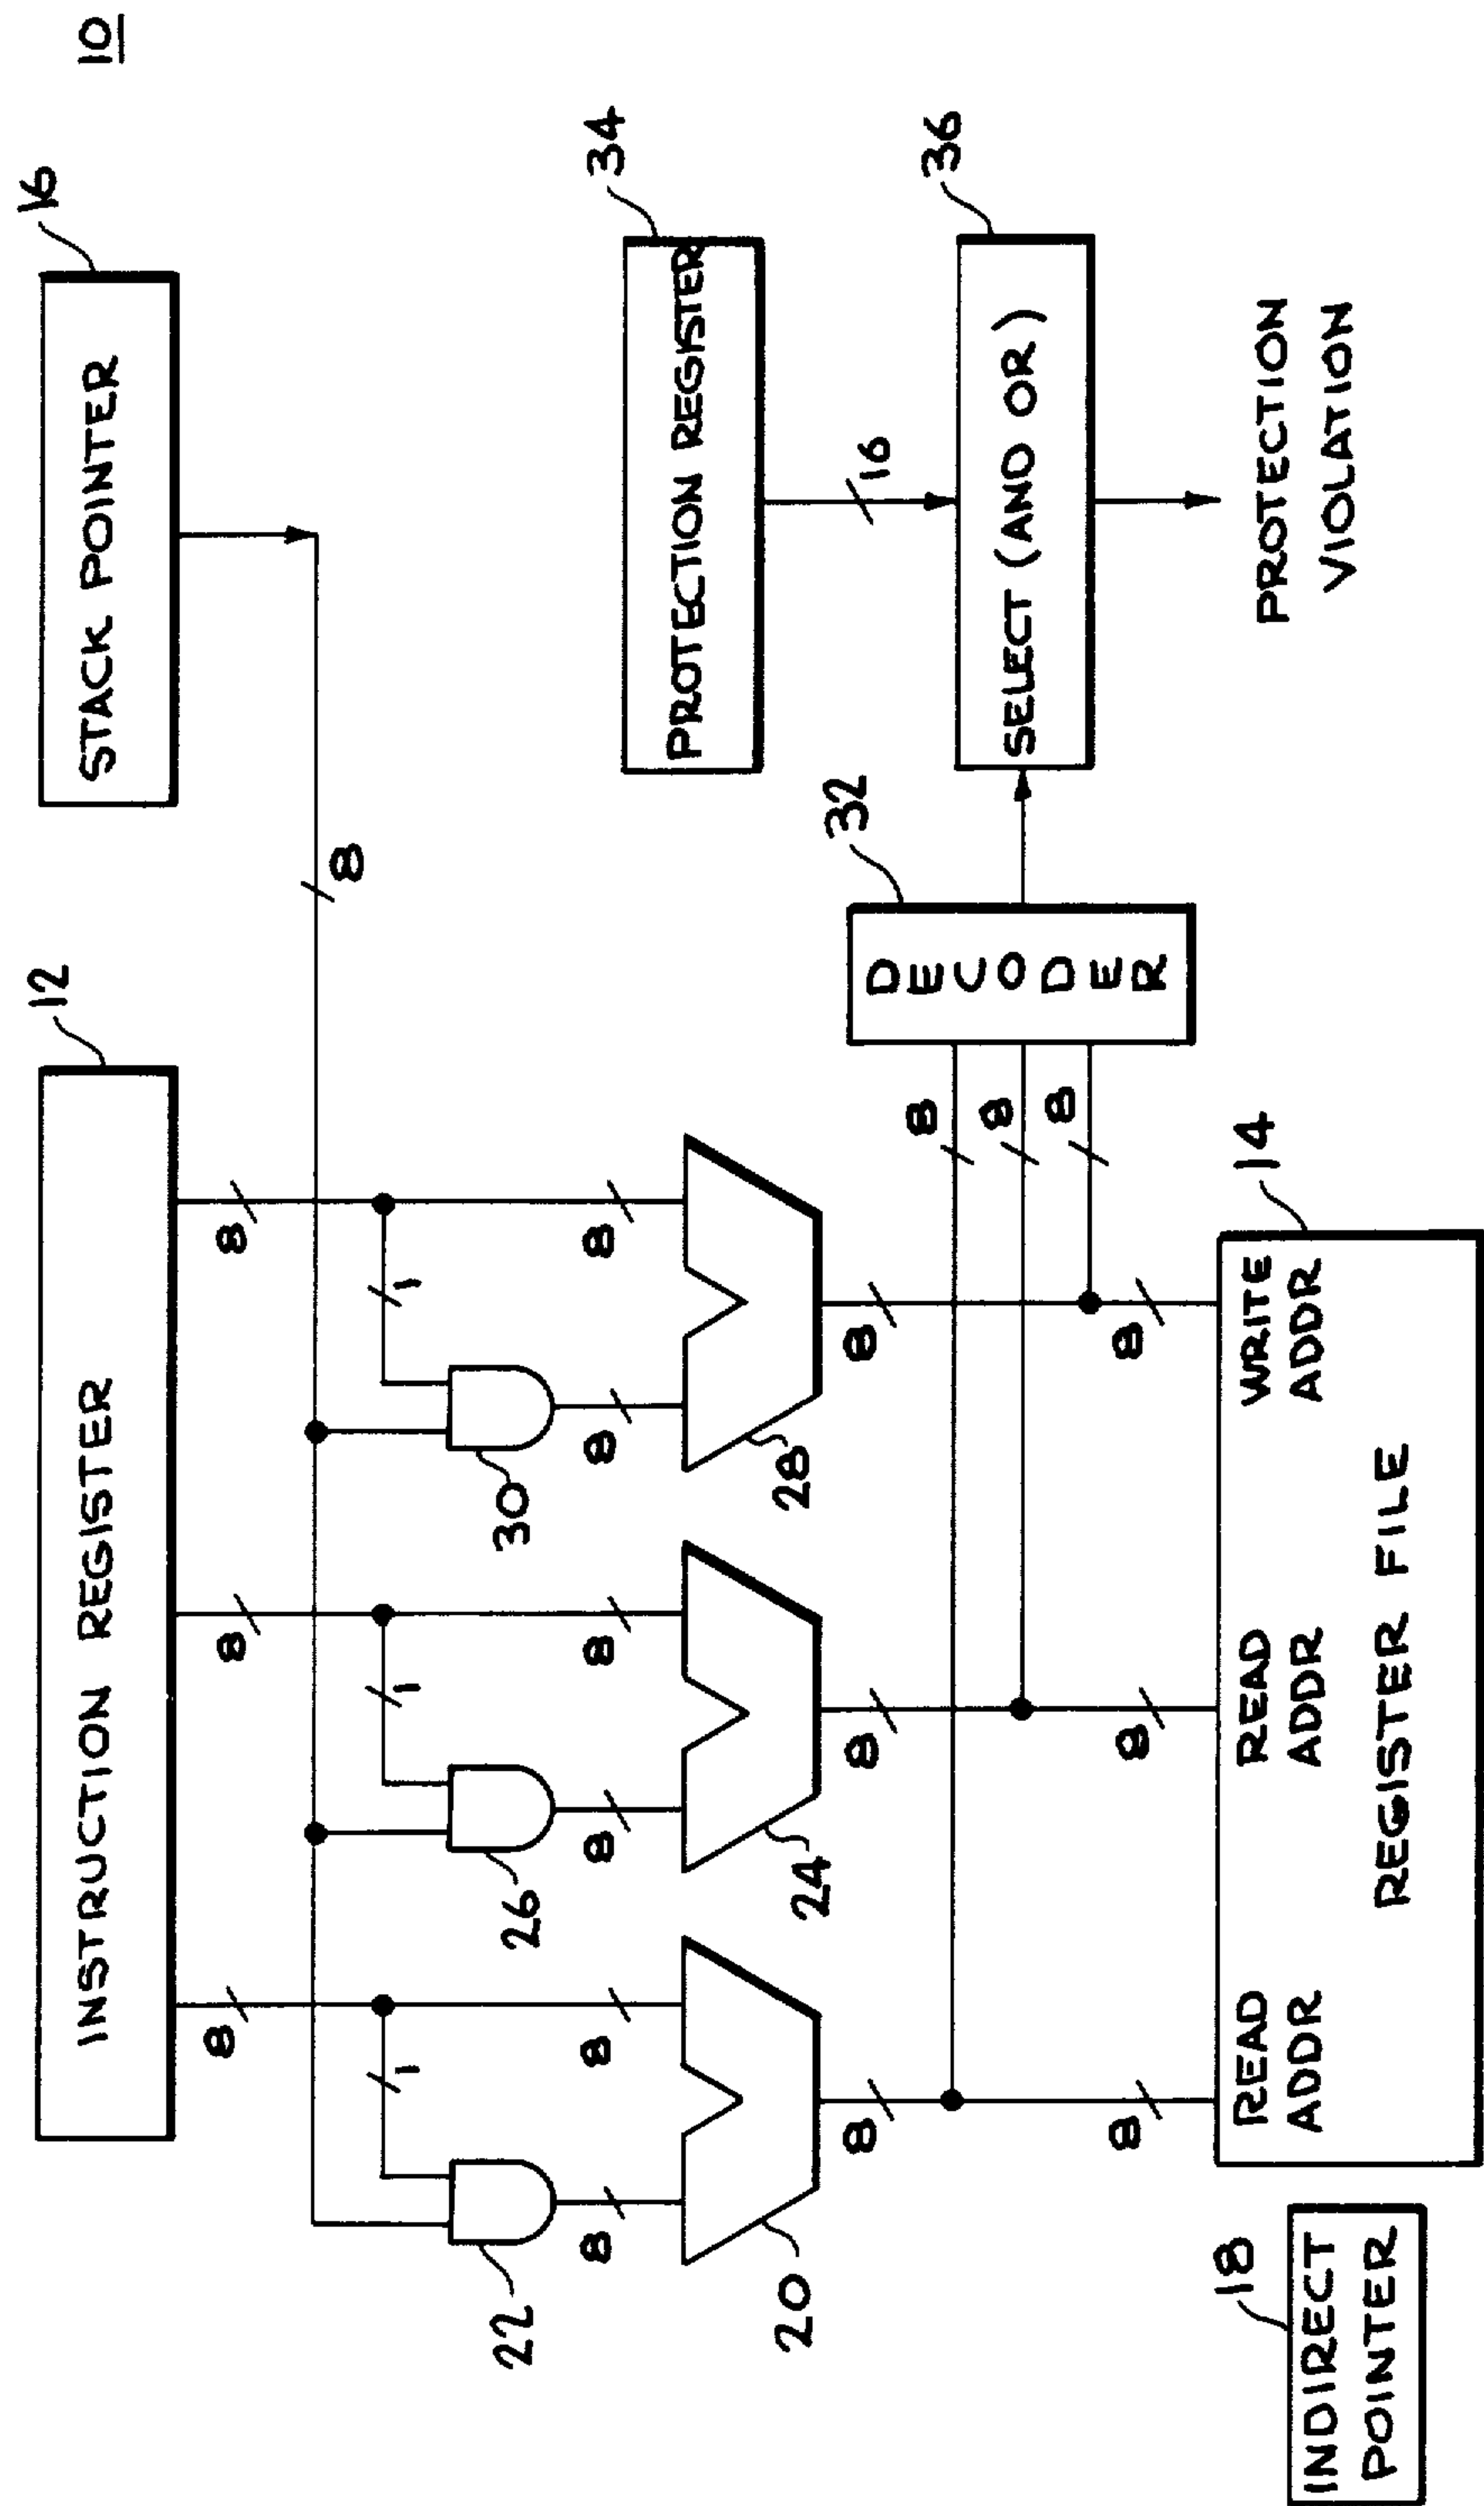 10
16
STACK POINTER
12
INSTRUCTION REGISTER
8
8
8
8
1
1
1
22
26
30
8
8
8
8
8
8
20
24
28
8
8
8
34
PROTECTION REGISTER
16
32
DECODER
8
8
8
36
SELECT (AND OR)
PROTECTION
VIOLATION
8
8
8
14
READ
ADDR
READ
ADDR
WRITE
ADDR
REGISTER FILE
18
INDIRECT
POINTER